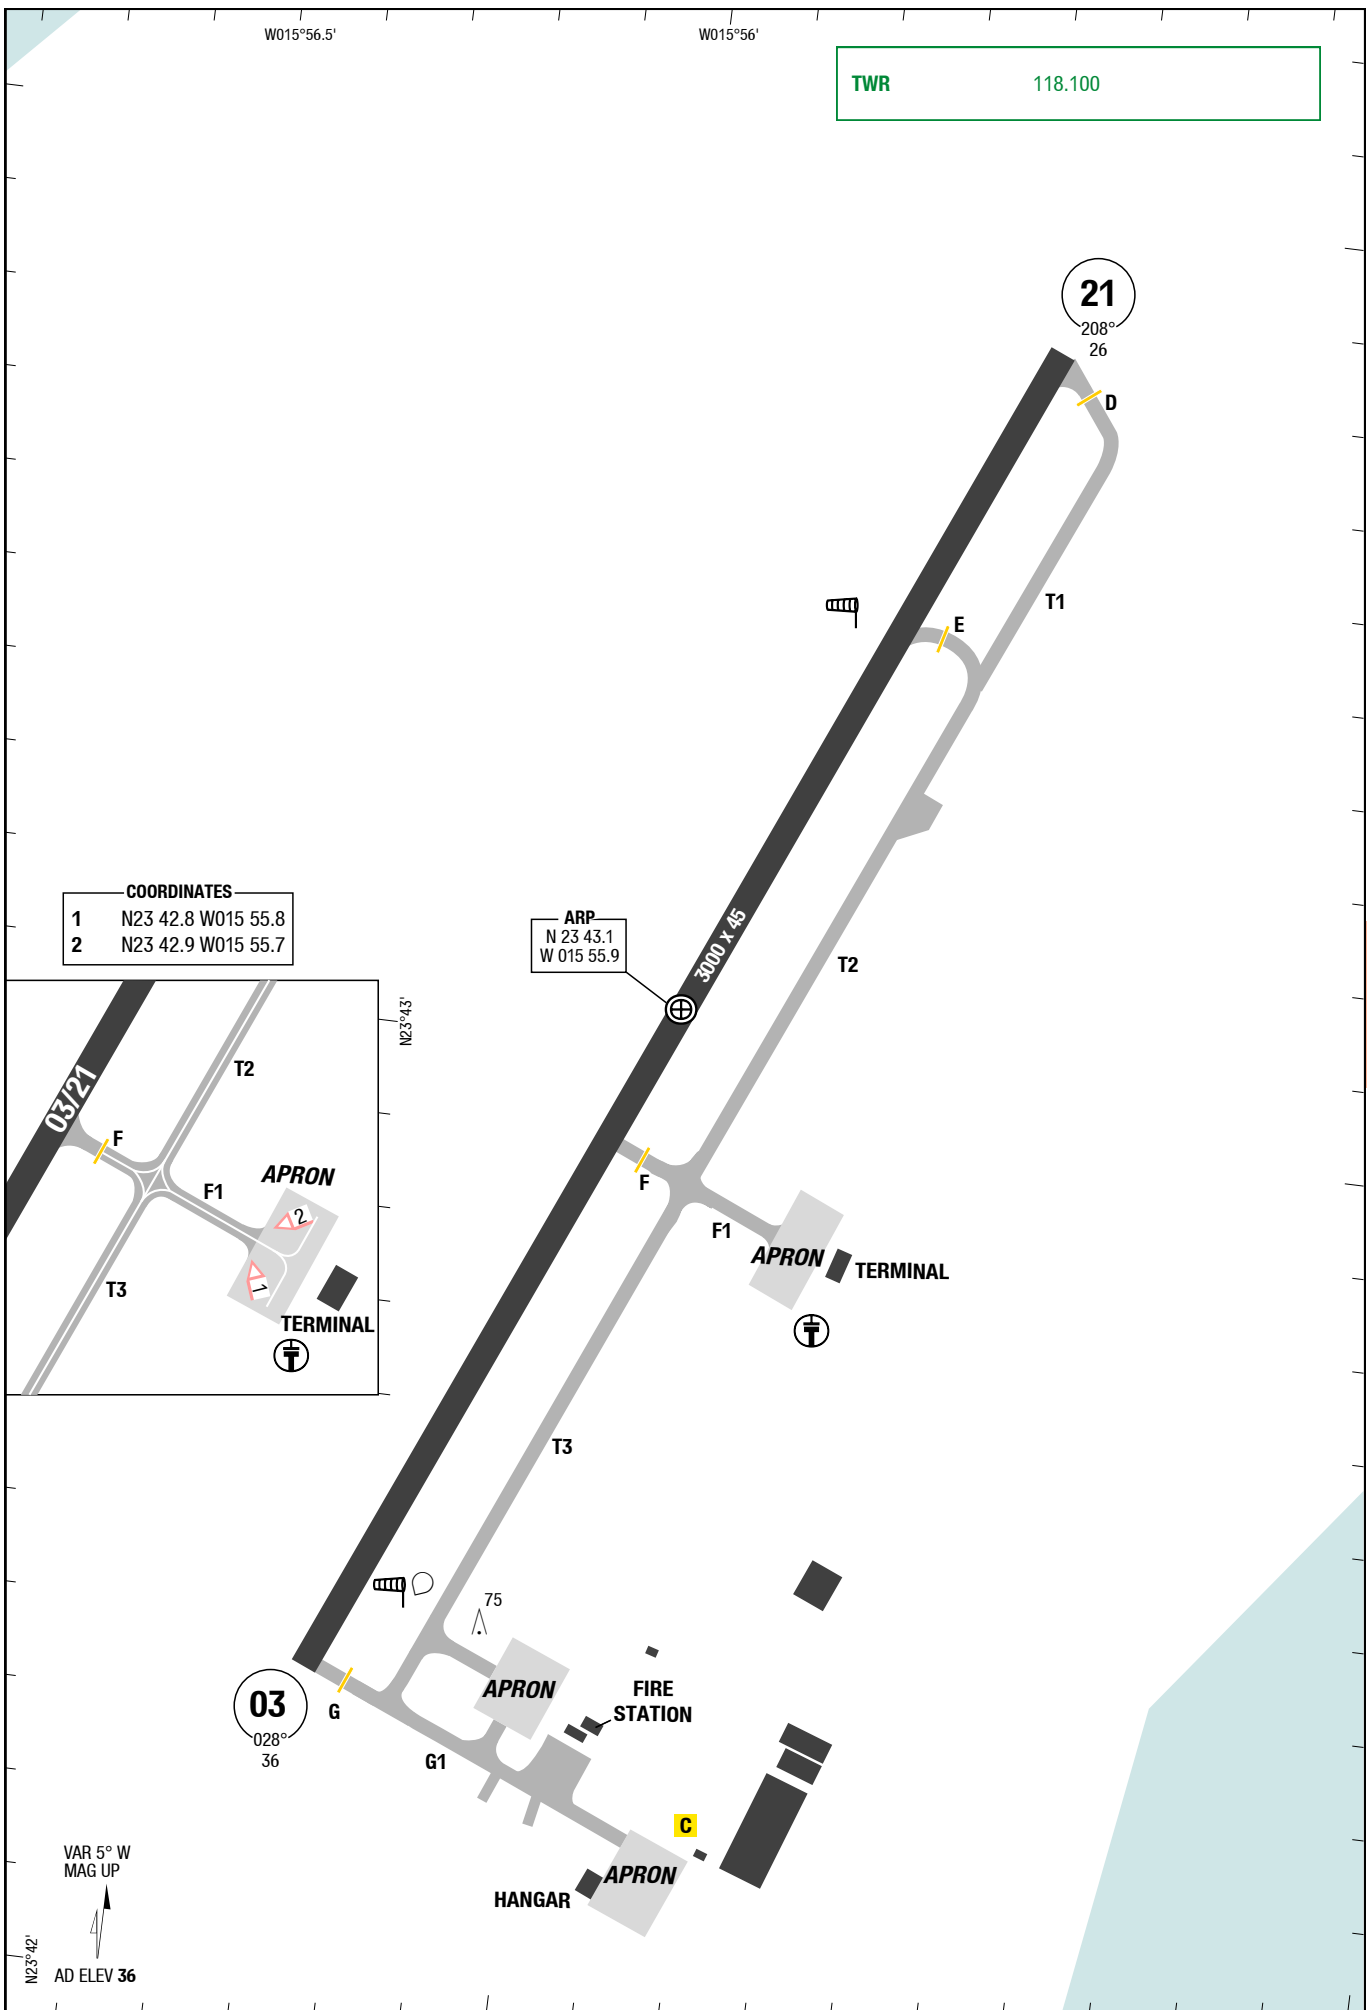 W015°56.5'
W015°56'
TWR 118.100
21
208°
26
D
T1
E
COORDINATES
1 N23 42.8 W015 55.8
2 N23 42.9 W015 55.7
ARP
N 23 43.1
W 015 55.9
3000 x 45
T2
N23°43'
03/21
T2
F
F1
APRON
2
1
T3
TERMINAL
F
F1
APRON
TERMINAL
T3
75
APRON
FIRE
STATION
03
028°
36
G
G1
C
APRON
HANGAR
VAR 5° W
MAG UP
N23°42'
AD ELEV 36